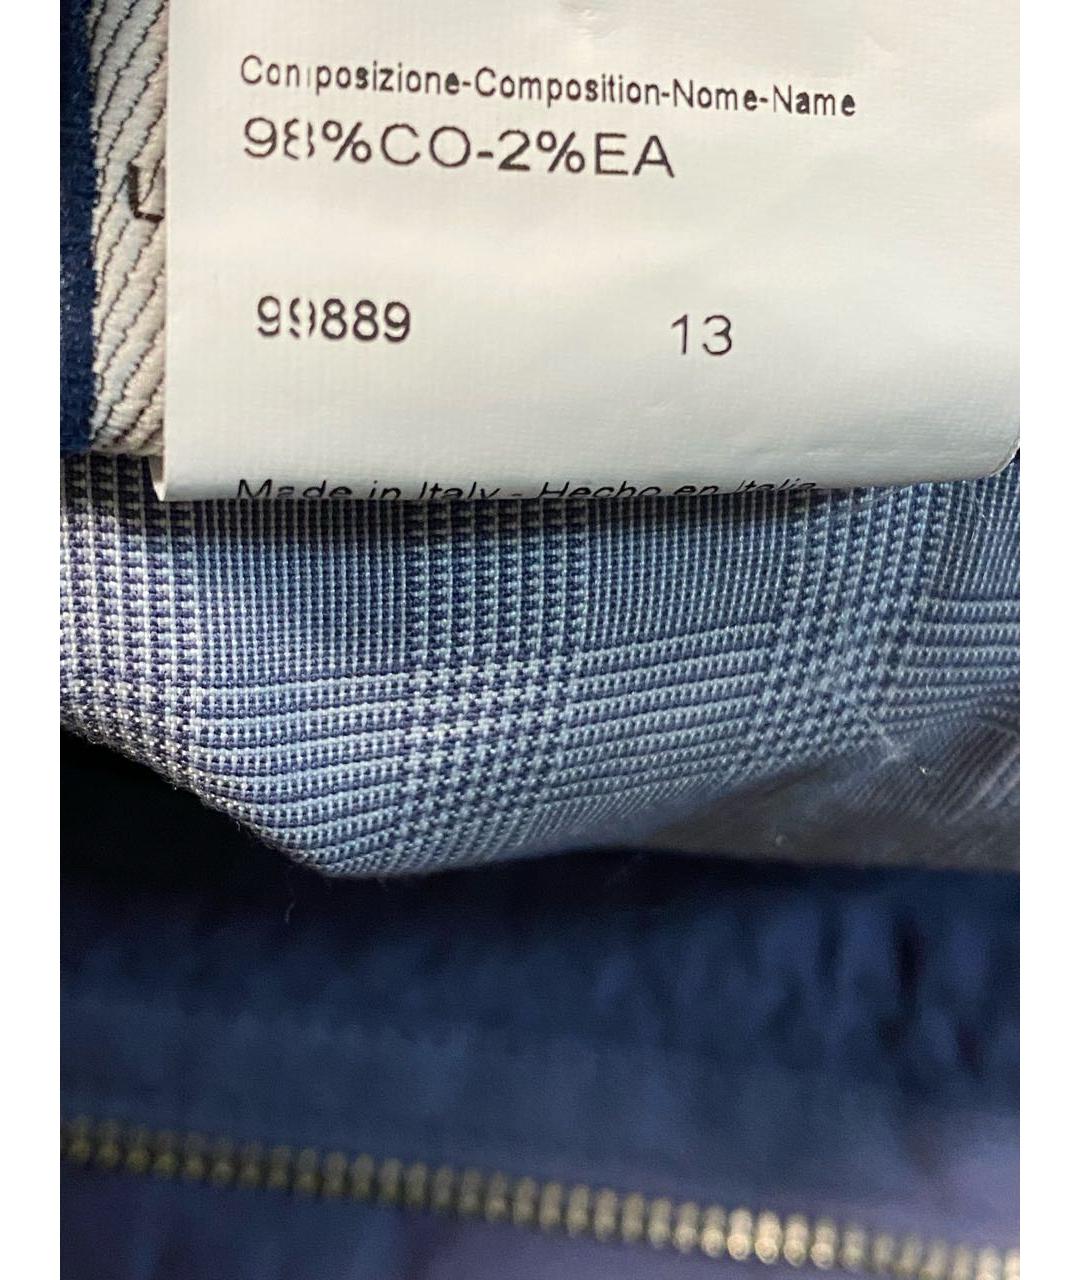 Composizione-Composition-Nome-Name
98%CO-2%EA
99889 13
Made in Italy - Hecho en Italia